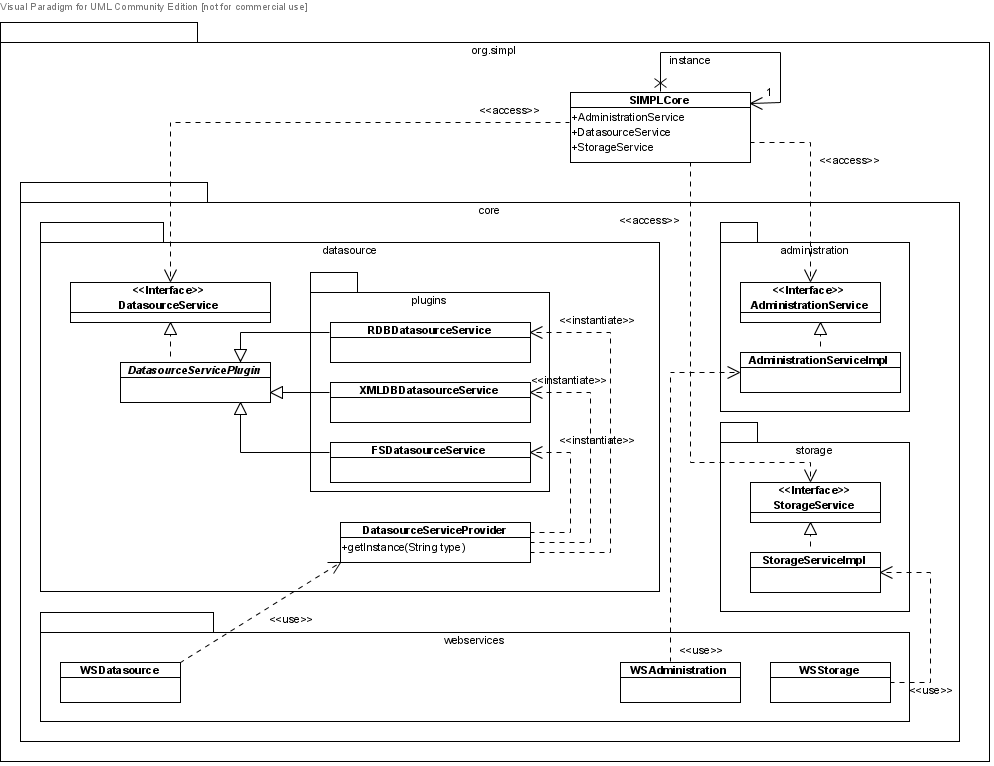 Visual Paradigm for UML Community Edition [not for commercial use]
org.simpl
instance
1
SIMPLCore
+AdministrationService
+DatasourceService
+StorageService
<<access>>
<<access>>
<<access>>
core
datasource
administration
<<Interface>>
DatasourceService
plugins
<<Interface>>
AdministrationService
RDBDatasourceService
<<instantiate>>
DatasourceServicePlugin
AdministrationServiceImpl
XMLDBDatasourceService
<<instantiate>>
FSDatasourceService
<<instantiate>>
storage
<<Interface>>
StorageService
DatasourceServiceProvider
+getInstance(String type)
StorageServiceImpl
<<use>>
webservices
<<use>>
WSDatasource
WSAdministration
WSStorage
<<use>>